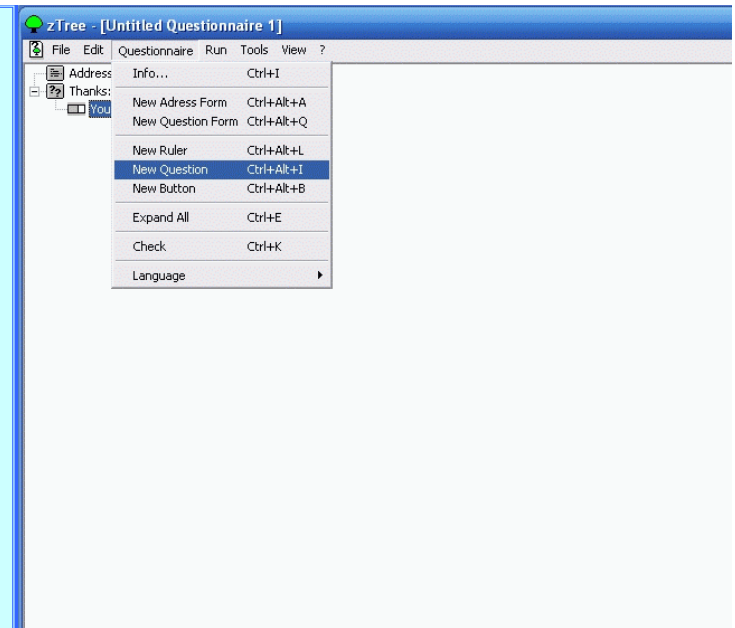 zTree - [Untitled Questionnaire 1]
File Edit Questionnaire Run Tools View ?
Address
Thanks:
You
Info... Ctrl+I
New Adress Form Ctrl+Alt+A
New Question Form Ctrl+Alt+Q
New Ruler Ctrl+Alt+L
New Question Ctrl+Alt+I
New Button Ctrl+Alt+B
Expand All Ctrl+E
Check Ctrl+K
Language